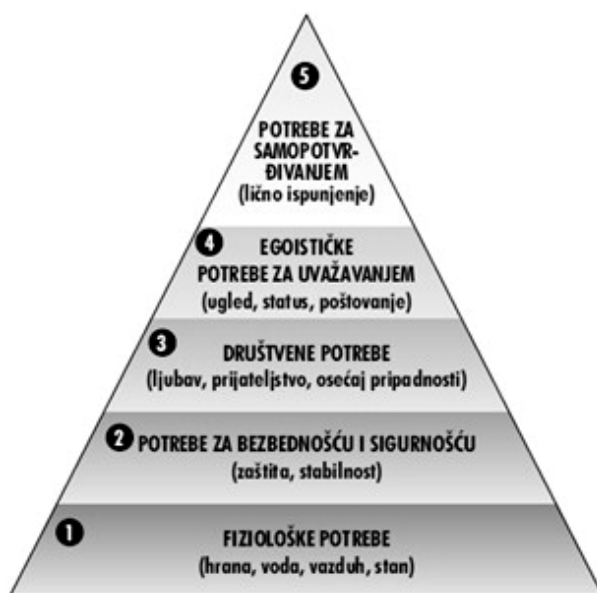 5
POTREBE ZA
SAMOPOTVR-
ĐIVANJEM
(lično ispunjenje)
4
EGOISTIČKE
POTREBE ZA UVAŽAVANJEM
(ugled, status, poštovanje)
3
DRUŠTVENE POTREBE
(ljubav, prijateljstvo, osećaj pripadnosti)
2 POTREBE ZA BEZBEDNOŠĆU I SIGURNOŠĆU
(zaštita, stabilnost)
1
FIZIOLOŠKE POTREBE
(hrana, voda, vazduh, stan)